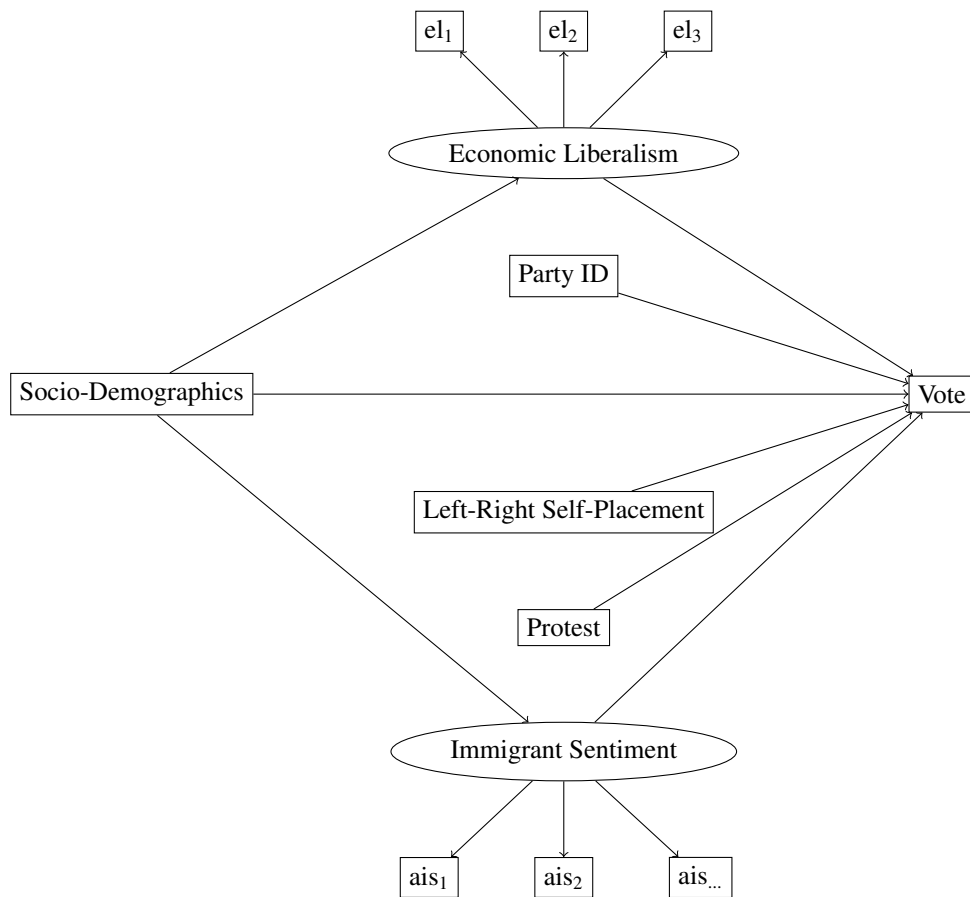 el₁ el₂ el₃
Economic Liberalism
Party ID
Socio-Demographics
Vote
Left-Right Self-Placement
Protest
Immigrant Sentiment
ais₁ ais₂ ais...